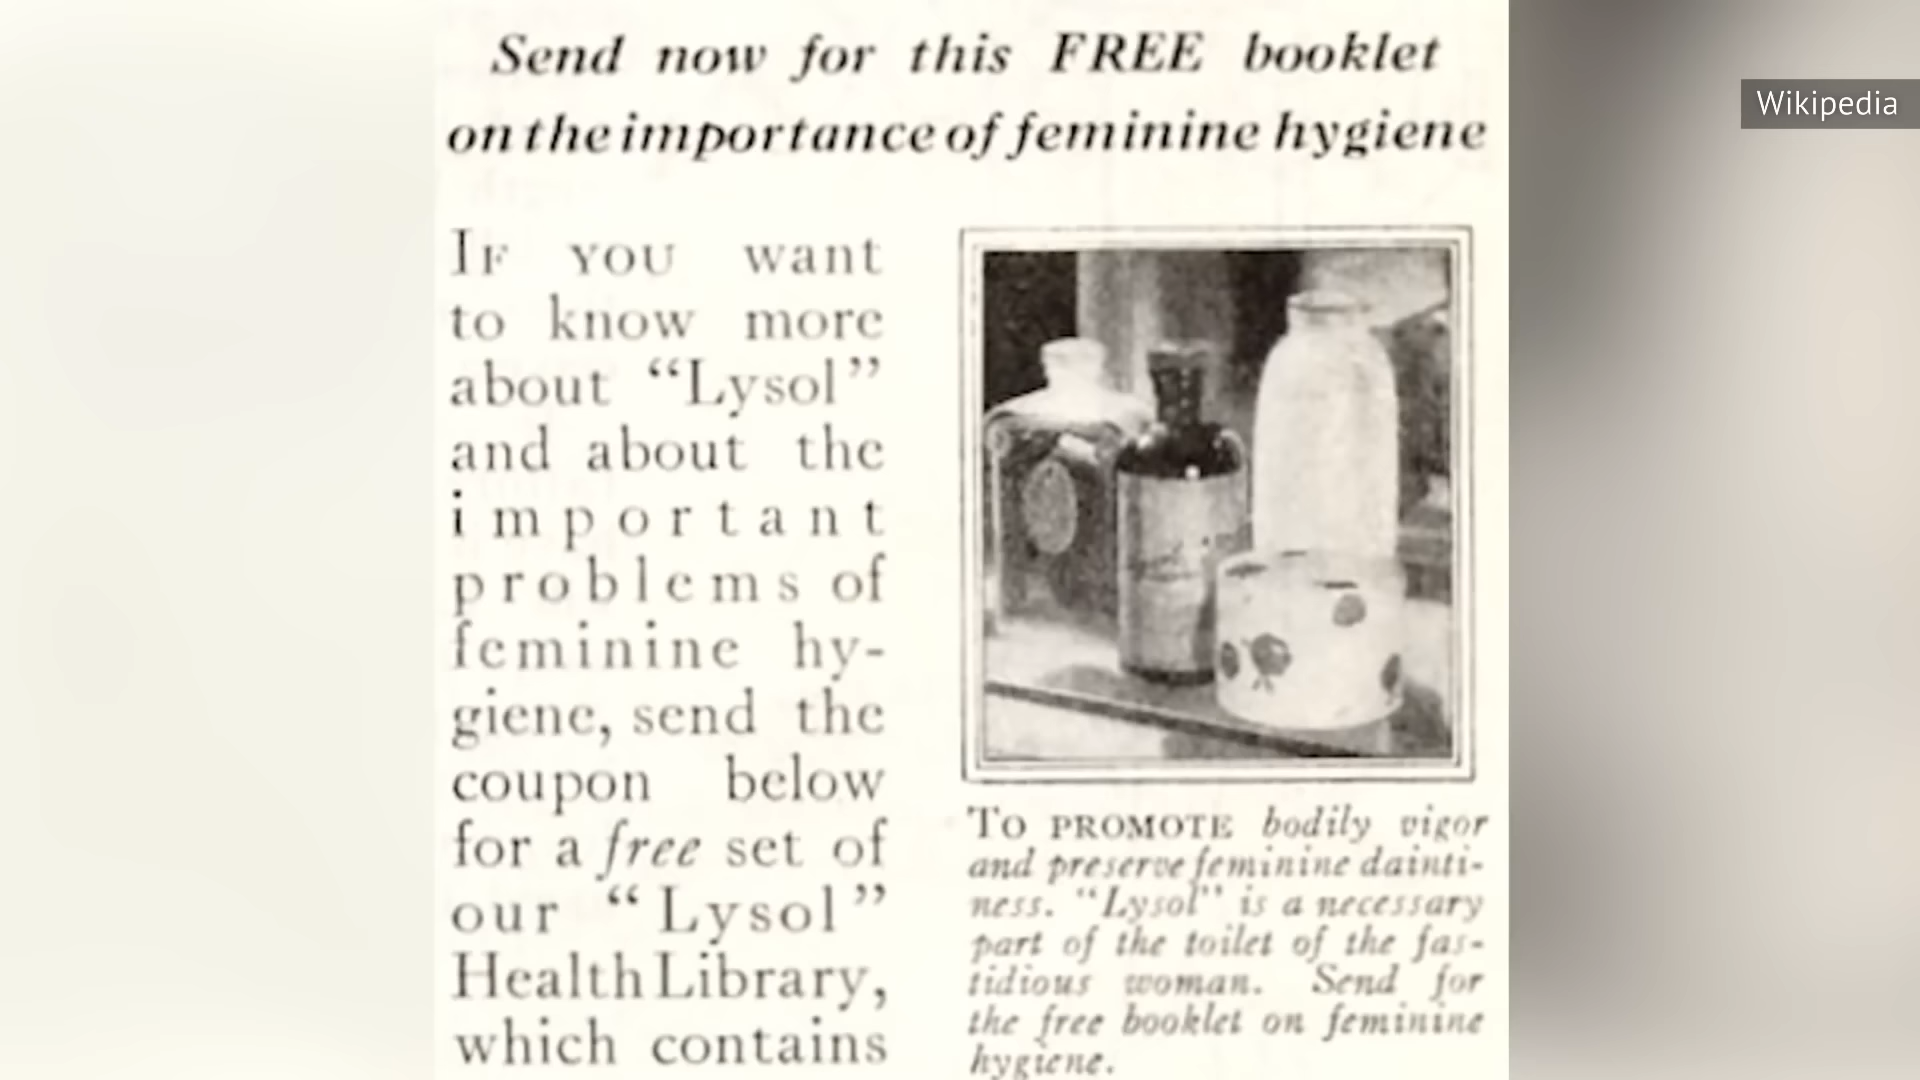 Send now for this FREE booklet
on the importance of feminine hygiene
Wikipedia
IF YOU want
to know more
about “Lysol”
and about the
important
problems of
feminine hy-
giene, send the
coupon below
for a free set of
our “Lysol”
Health Library,
which contains
TO PROMOTE bodily vigor
and preserve feminine dainti-
ness. “Lysol” is a necessary
part of the toilet of the fas-
tidious woman. Send for
the free booklet on feminine
hygiene.